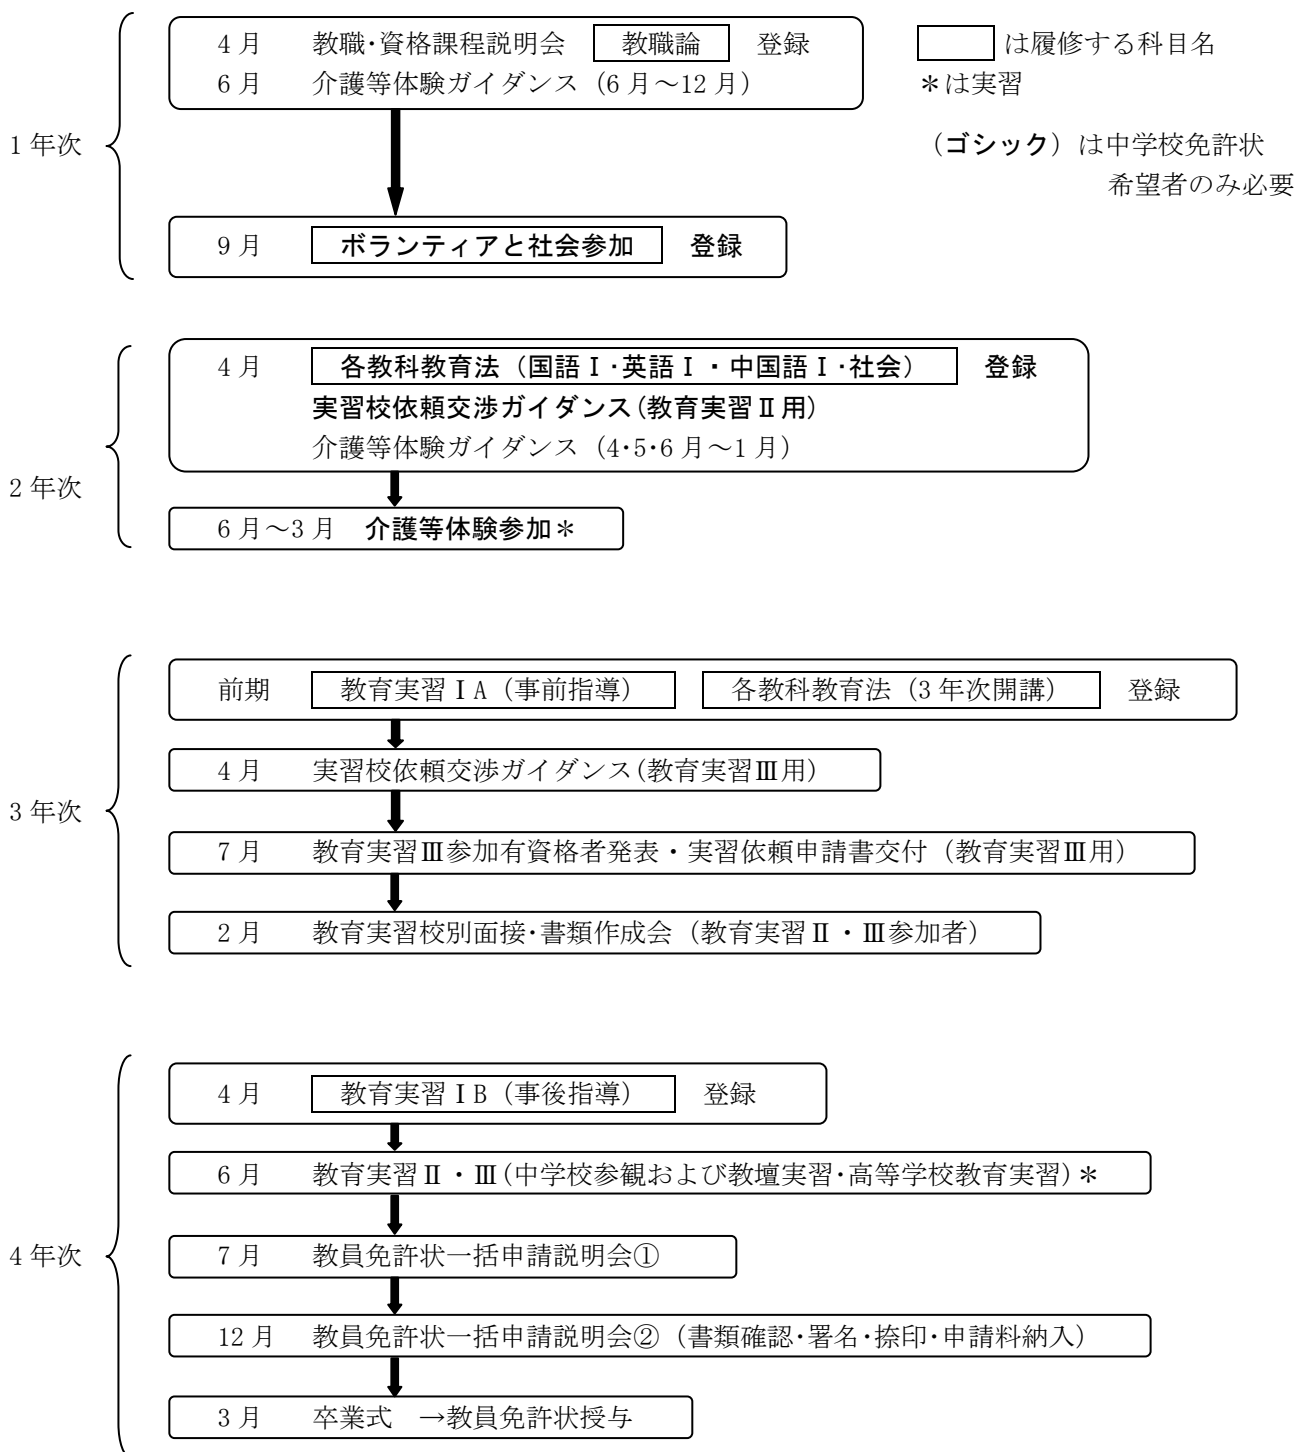 4月 教職・資格課程説明会 教職論 登録
6月 介護等体験ガイダンス（6月～12月）
は履修する科目名
＊は実習
（ゴシック）は中学校免許状
希望者のみ必要
1年次
9月 ボランティアと社会参加 登録
4月 各教科教育法（国語Ⅰ・英語Ⅰ・中国語Ⅰ・社会） 登録
実習校依頼交渉ガイダンス(教育実習Ⅱ用)
介護等体験ガイダンス（4・5・6月～1月）
2年次
6月～3月 介護等体験参加＊
前期 教育実習ⅠA（事前指導） 各教科教育法（3年次開講） 登録
4月 実習校依頼交渉ガイダンス(教育実習Ⅲ用)
3年次
7月 教育実習Ⅲ参加有資格者発表・実習依頼申請書交付（教育実習Ⅲ用）
2月 教育実習校別面接・書類作成会（教育実習Ⅱ・Ⅲ参加者）
4月 教育実習ⅠB（事後指導） 登録
6月 教育実習Ⅱ・Ⅲ(中学校参観および教壇実習・高等学校教育実習)＊
4年次
7月 教員免許状一括申請説明会①
12月 教員免許状一括申請説明会②（書類確認・署名・捺印・申請料納入）
3月 卒業式 →教員免許状授与